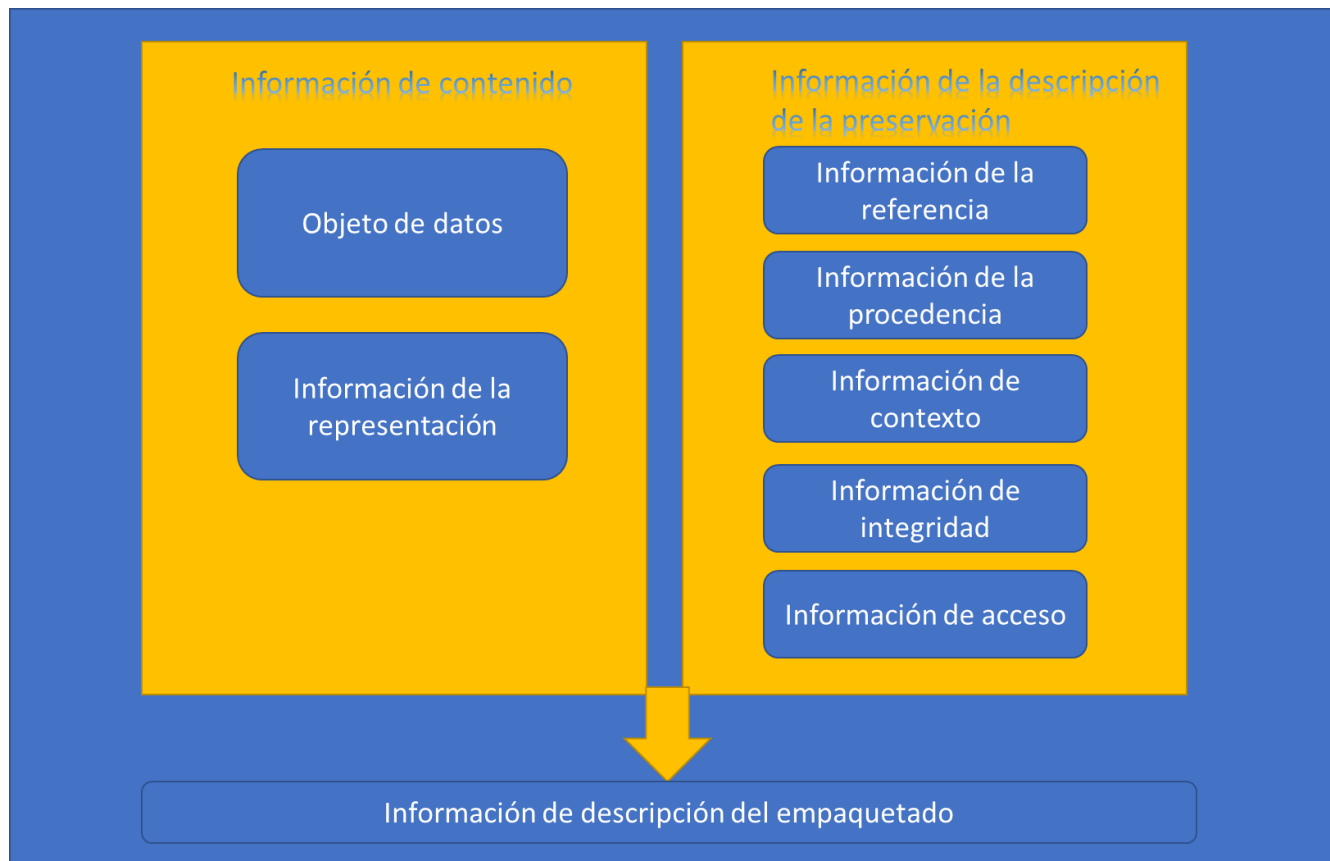 Información de contenido
Objeto de datos
Información de la
representación
Información de la descripción
de la preservación
Información de la
referencia
Información de la
procedencia
Información de
contexto
Información de
integridad
Información de acceso
Información de descripción del empaquetado